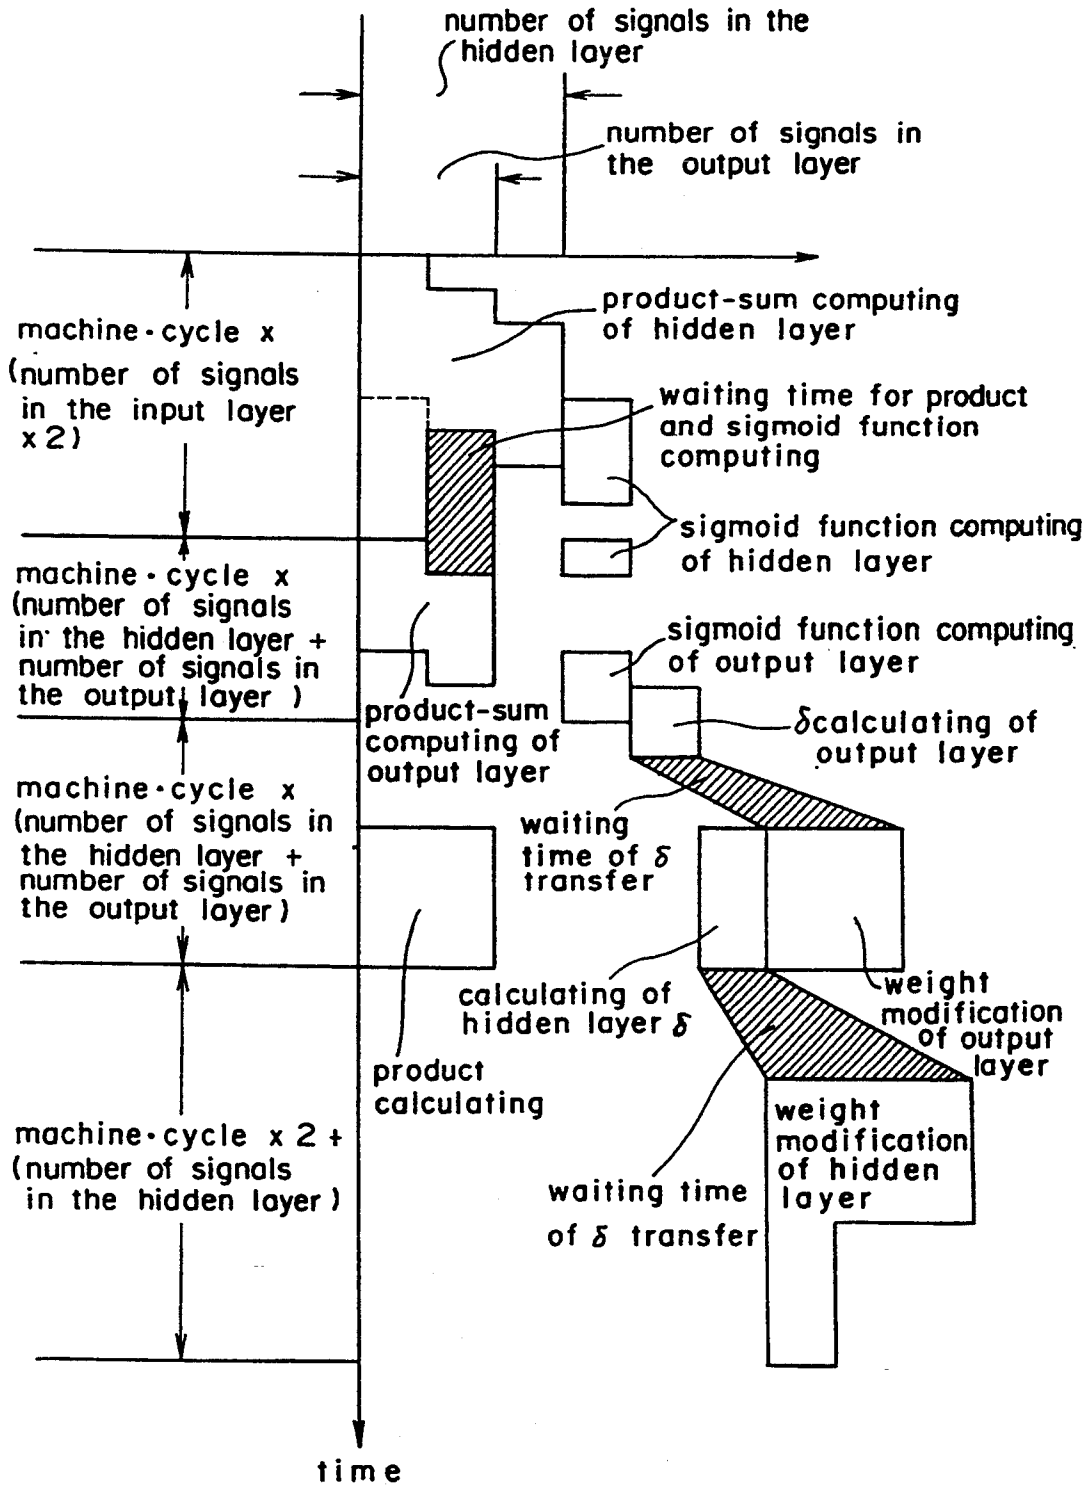 number of signals in the
hidden layer
number of signals in
the output layer
product-sum computing
of hidden layer
machine·cycle x
(number of signals
in the input layer
x 2)
waiting time for product
and sigmoid function
computing
sigmoid function computing
of hidden layer
machine·cycle x
(number of signals
in the hidden layer +
number of signals in
the output layer )
sigmoid function computing
of output layer
product-sum
computing of
output layer
δcalculating of
output layer
machine·cycle x
(number of signals in
the hidden layer +
number of signals in
the output layer)
waiting
time of δ
transfer
calculating of
hidden layer δ
weight
modification
of output
layer
product
calculating
machine·cycle x 2 +
(number of signals
in the hidden layer)
weight
modification
of hidden
layer
waiting time
of δ transfer
time